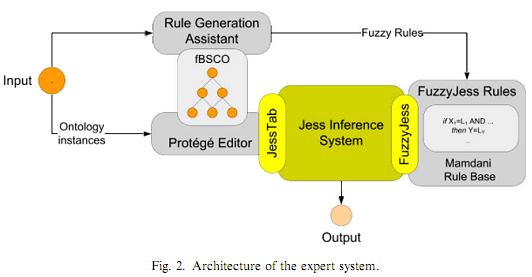 Rule Generation
Assistant
Fuzzy Rules
fBSCO
Input
FuzzyJess Rules
if X₁=L₁ AND ...
then Y=Lᵧ
...
Mamdani
Rule Base
Ontology
instances
Protégé Editor
JessTab
Jess Inference
System
FuzzyJess
Output
Fig. 2. Architecture of the expert system.